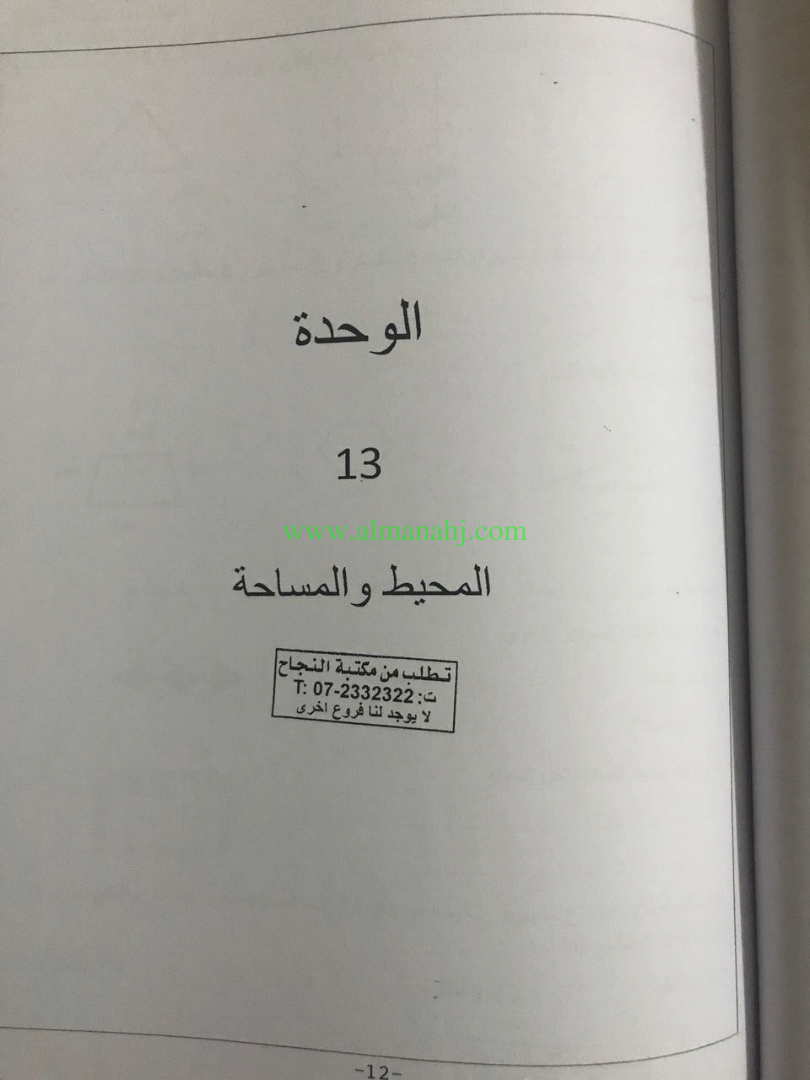 الوحدة
13
www.almanahj.com
المحيط والمساحة
تطلب من مكتبة النجاح
ت: T: 07-2332322
لا يوجد لنا فروع اخرى
-12-